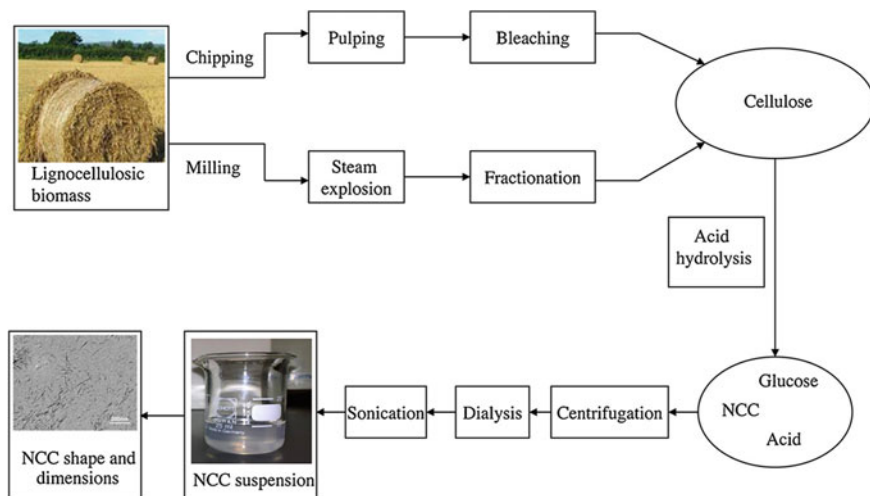 Chipping
Pulping
Bleaching
Cellulose
Lignocellulosic
biomass
Milling
Steam
explosion
Fractionation
Acid
hydrolysis
Glucose
NCC
Acid
Centrifugation
Dialysis
Sonication
NCC suspension
NCC shape and
dimensions